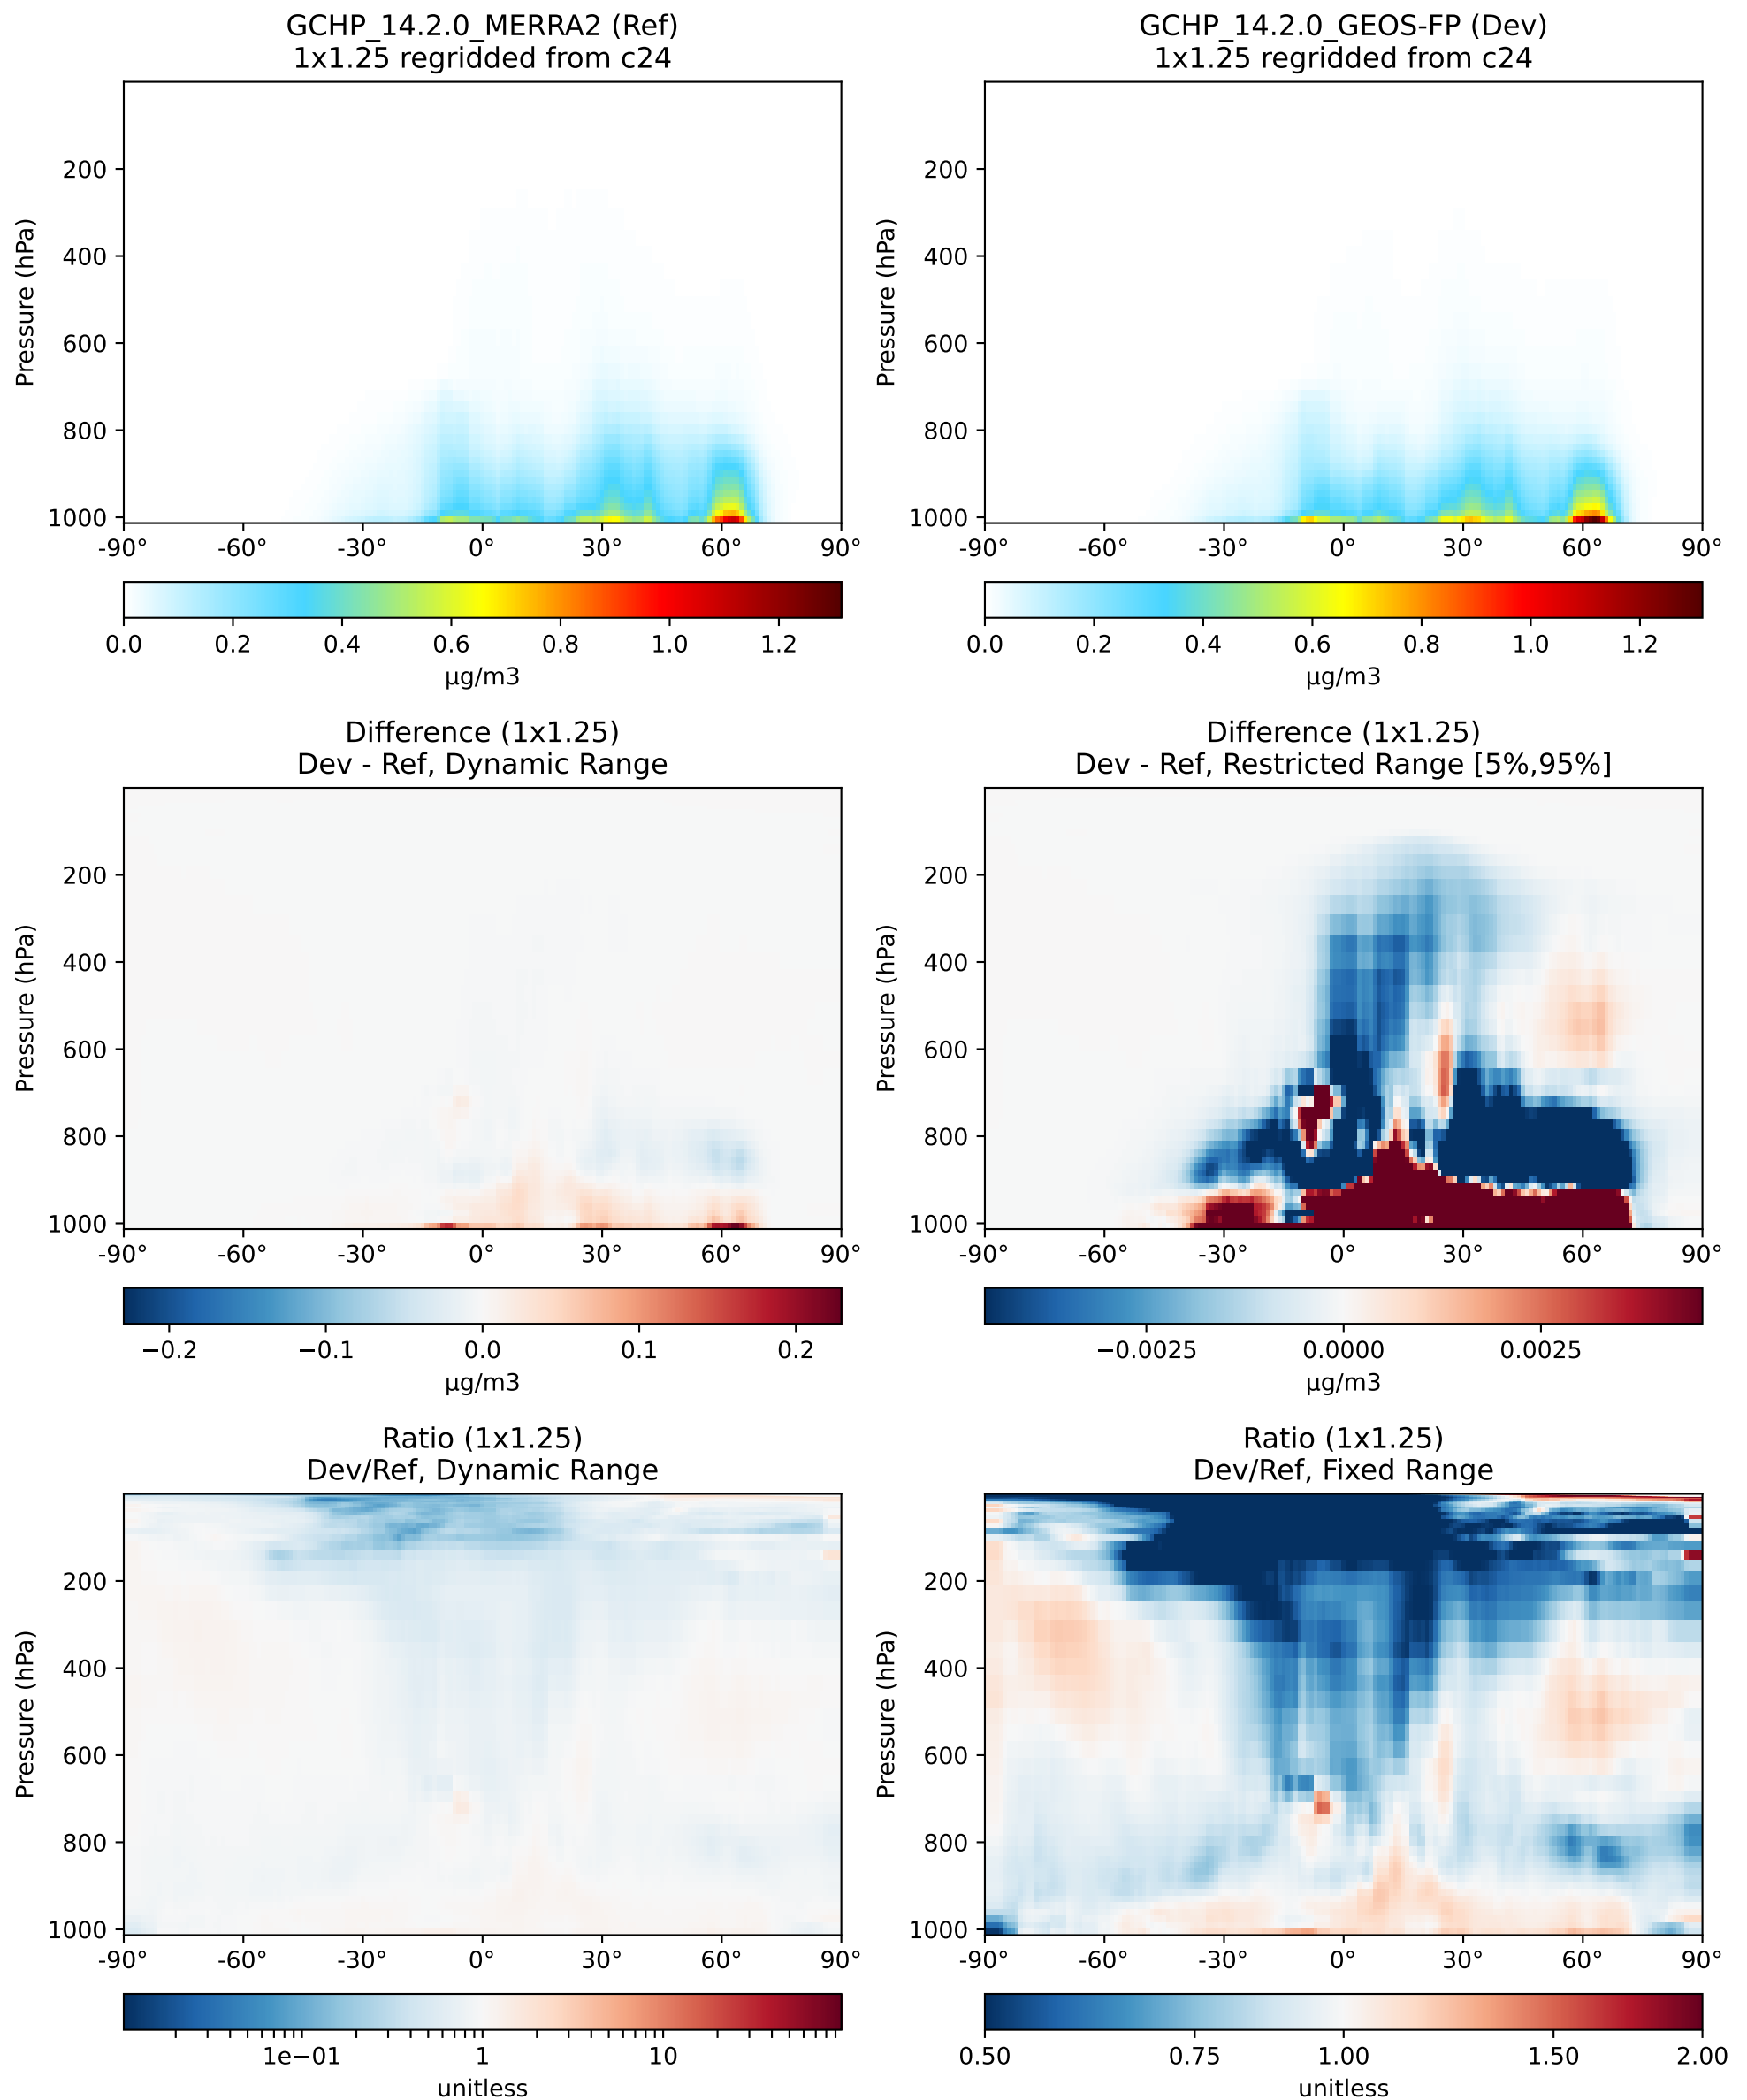 GCHP_14.2.0_MERRA2 (Ref)
1x1.25 regridded from c24
Pressure (hPa)
200
400
600
800
1000
-90° -60° -30° 0° 30° 60° 90°
0.0 0.2 0.4 0.6 0.8 1.0 1.2
µg/m3
GCHP_14.2.0_GEOS-FP (Dev)
1x1.25 regridded from c24
Pressure (hPa)
200
400
600
800
1000
-90° -60° -30° 0° 30° 60° 90°
0.0 0.2 0.4 0.6 0.8 1.0 1.2
µg/m3
Difference (1x1.25)
Dev - Ref, Dynamic Range
Pressure (hPa)
200
400
600
800
1000
-90° -60° -30° 0° 30° 60° 90°
−0.2 −0.1 0.0 0.1 0.2
µg/m3
Difference (1x1.25)
Dev - Ref, Restricted Range [5%,95%]
Pressure (hPa)
200
400
600
800
1000
-90° -60° -30° 0° 30° 60° 90°
−0.0025 0.0000 0.0025
µg/m3
Ratio (1x1.25)
Dev/Ref, Dynamic Range
Pressure (hPa)
200
400
600
800
1000
-90° -60° -30° 0° 30° 60° 90°
1e−01 1 10
unitless
Ratio (1x1.25)
Dev/Ref, Fixed Range
Pressure (hPa)
200
400
600
800
1000
-90° -60° -30° 0° 30° 60° 90°
0.50 0.75 1.00 1.50 2.00
unitless